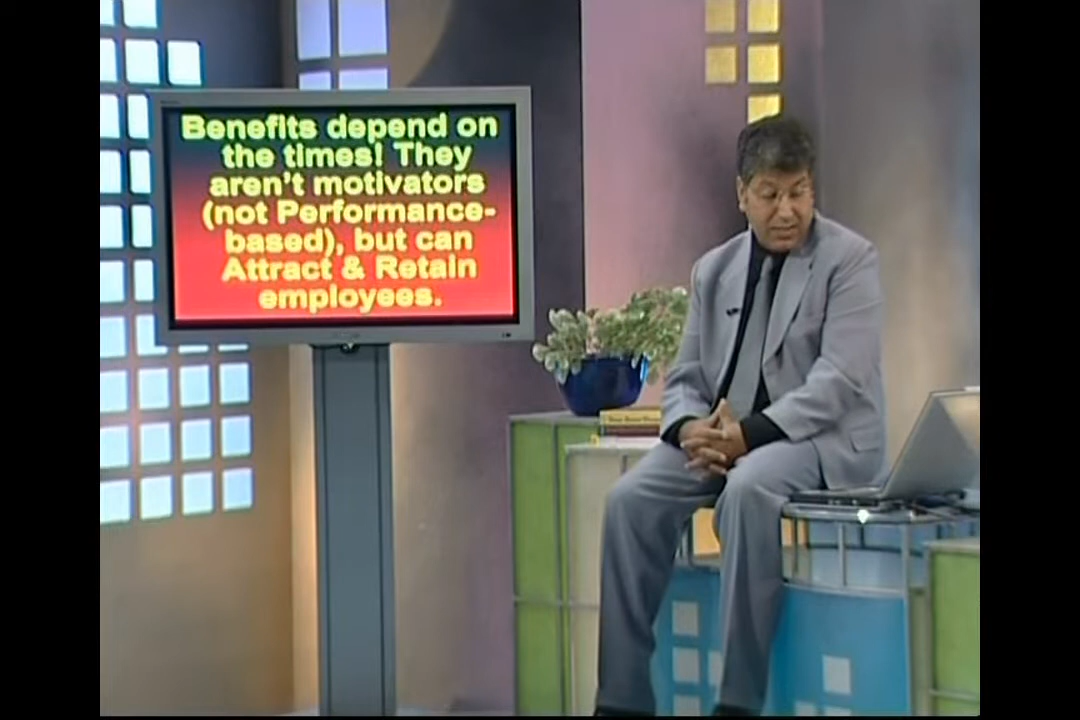 Benefits depend on
the times! They
aren't motivators
(not Performance-
based), but can
Attract & Retain
employees.